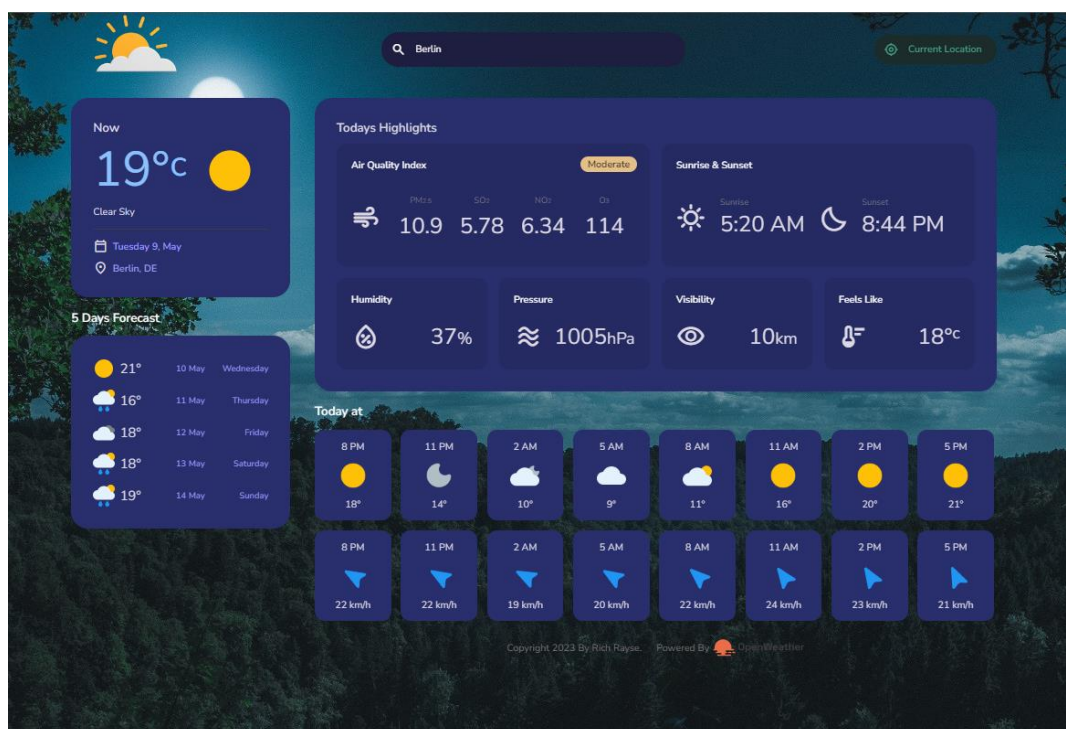 Berlin
Current Location
Now
19°c
Clear Sky
Tuesday 9, May
Berlin, DE
5 Days Forecast
21° 10 May Wednesday
16° 11 May Thursday
18° 12 May Friday
18° 13 May Saturday
19° 14 May Sunday
Todays Highlights
Air Quality Index Moderate
PM2.5 SO2 NO2 O3
10.9 5.78 6.34 114
Sunrise & Sunset
Sunrise Sunset
5:20 AM 8:44 PM
Humidity
37%
Pressure
1005hPa
Visibility
10km
Feels Like
18°c
Today at
8 PM 11 PM 2 AM 5 AM 8 AM 11 AM 2 PM 5 PM
18° 14° 10° 9° 11° 16° 20° 21°
8 PM 11 PM 2 AM 5 AM 8 AM 11 AM 2 PM 5 PM
22 km/h 22 km/h 19 km/h 20 km/h 22 km/h 24 km/h 23 km/h 21 km/h
Copyright 2023 By Rich Rayse. Powered By OpenWeather